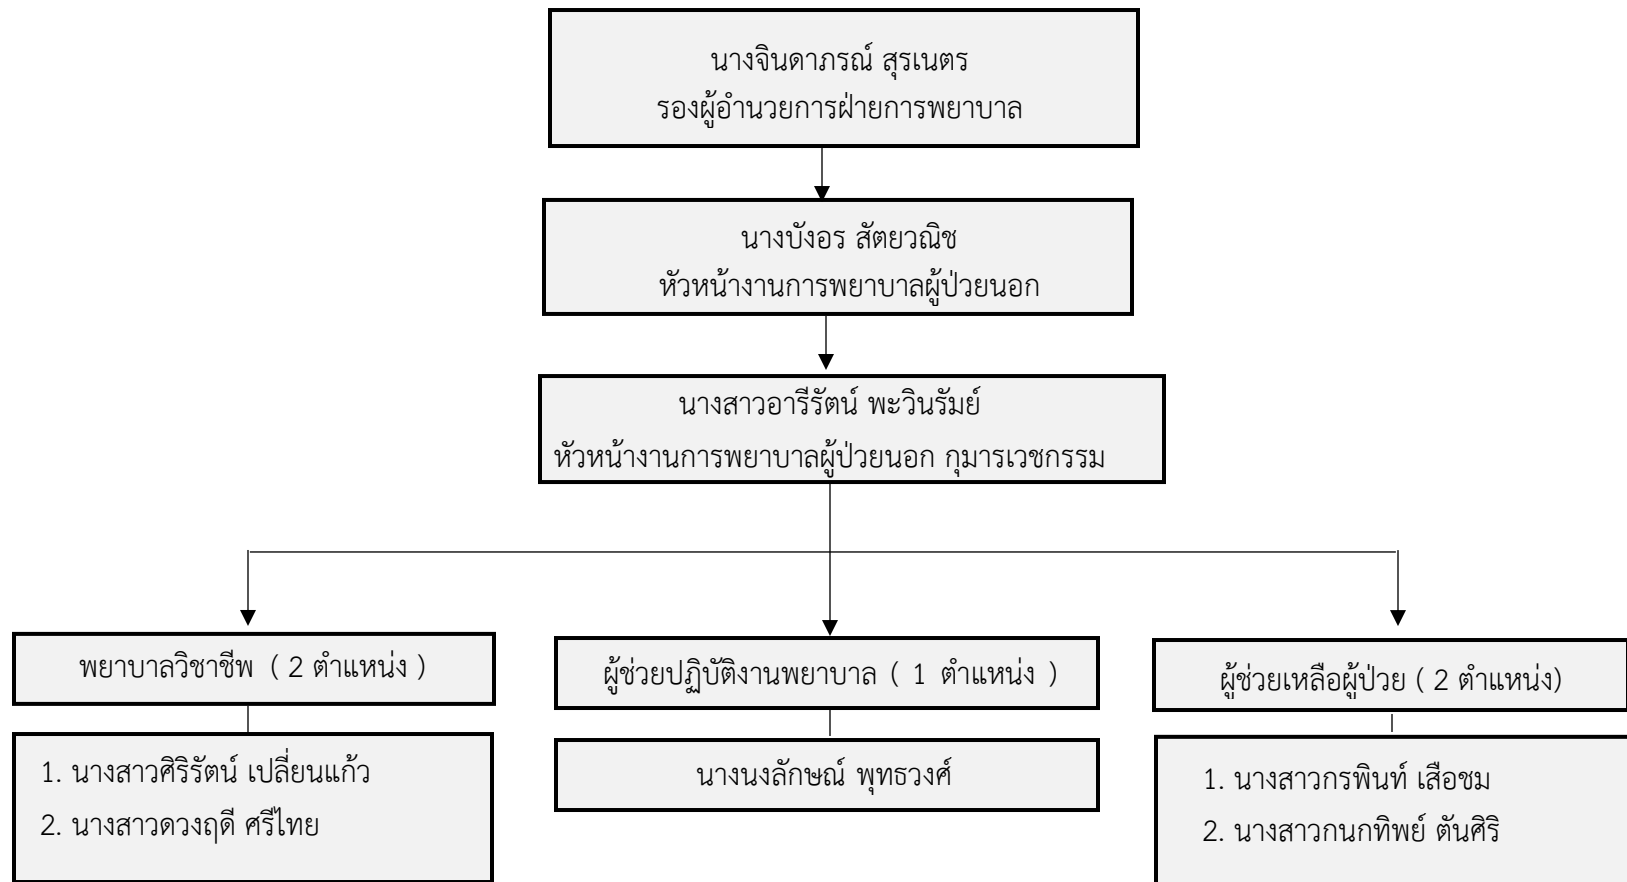 นางจินดาภรณ์ สุรเนตร
รองผู้อำนวยการฝ่ายการพยาบาล
นางบังอร สัตยวณิช
หัวหน้างานการพยาบาลผู้ป่วยนอก
นางสาวอารีรัตน์ พะวินรัมย์
หัวหน้างานการพยาบาลผู้ป่วยนอก กุมารเวชกรรม
พยาบาลวิชาชีพ ( 2 ตำแหน่ง )
1. นางสาวศิริรัตน์ เปลี่ยนแก้ว
2. นางสาวดวงฤดี ศรีไทย
ผู้ช่วยปฏิบัติงานพยาบาล ( 1 ตำแหน่ง )
นางนงลักษณ์ พุทธวงศ์
ผู้ช่วยเหลือผู้ป่วย ( 2 ตำแหน่ง)
1. นางสาวกรพินท์ เสือชม
2. นางสาวกนกทิพย์ ตันศิริ